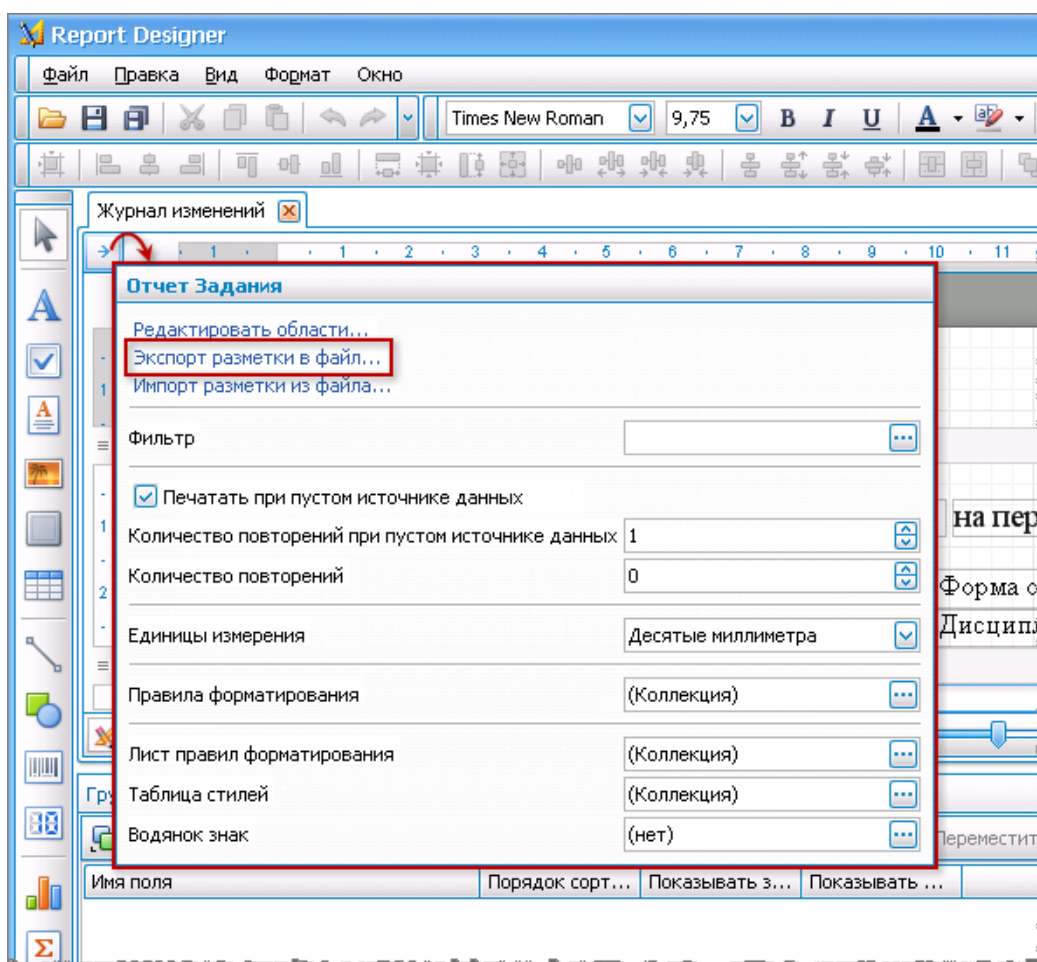 Report Designer
Файл Правка Вид Формат Окно
Times New Roman 9,75 B I U A ab
Журнал изменений
1 1 2 3 4 5 6 7 8 9 10 11
Отчет Задания
Редактировать области...
Экспорт разметки в файл...
1 Импорт разметки из файла...
Фильтр
Печатать при пустом источнике данных
на пер
1 Количество повторений при пустом источнике данных 1
Количество повторений 0
2 Форма о
Единицы измерения Десятые миллиметра Дисципл
Правила форматирования (Коллекция)
Лист правил форматирования (Коллекция)
Гру Таблица стилей (Коллекция)
Водянок знак (нет) Переместит
Имя поля Порядок сорт... Показывать з... Показывать ...